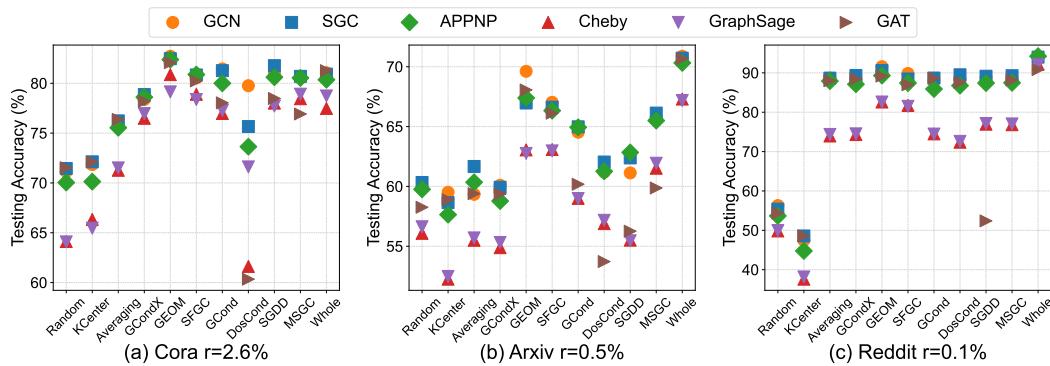 GCN SGC APPNP Cheby GraphSage GAT
Testing Accuracy (%)
80
75
70
65
60
Random KCenter Averaging GCondX GEOM SFGC GCond DosCond SGDD MSGC Whole
(a) Cora r=2.6%
Testing Accuracy (%)
70
65
60
55
Random KCenter Averaging GCondX GEOM SFGC GCond DosCond SGDD MSGC Whole
(b) Arxiv r=0.5%
Testing Accuracy (%)
90
80
70
60
50
40
Random KCenter Averaging GCondX GEOM SFGC GCond DosCond SGDD MSGC Whole
(c) Reddit r=0.1%